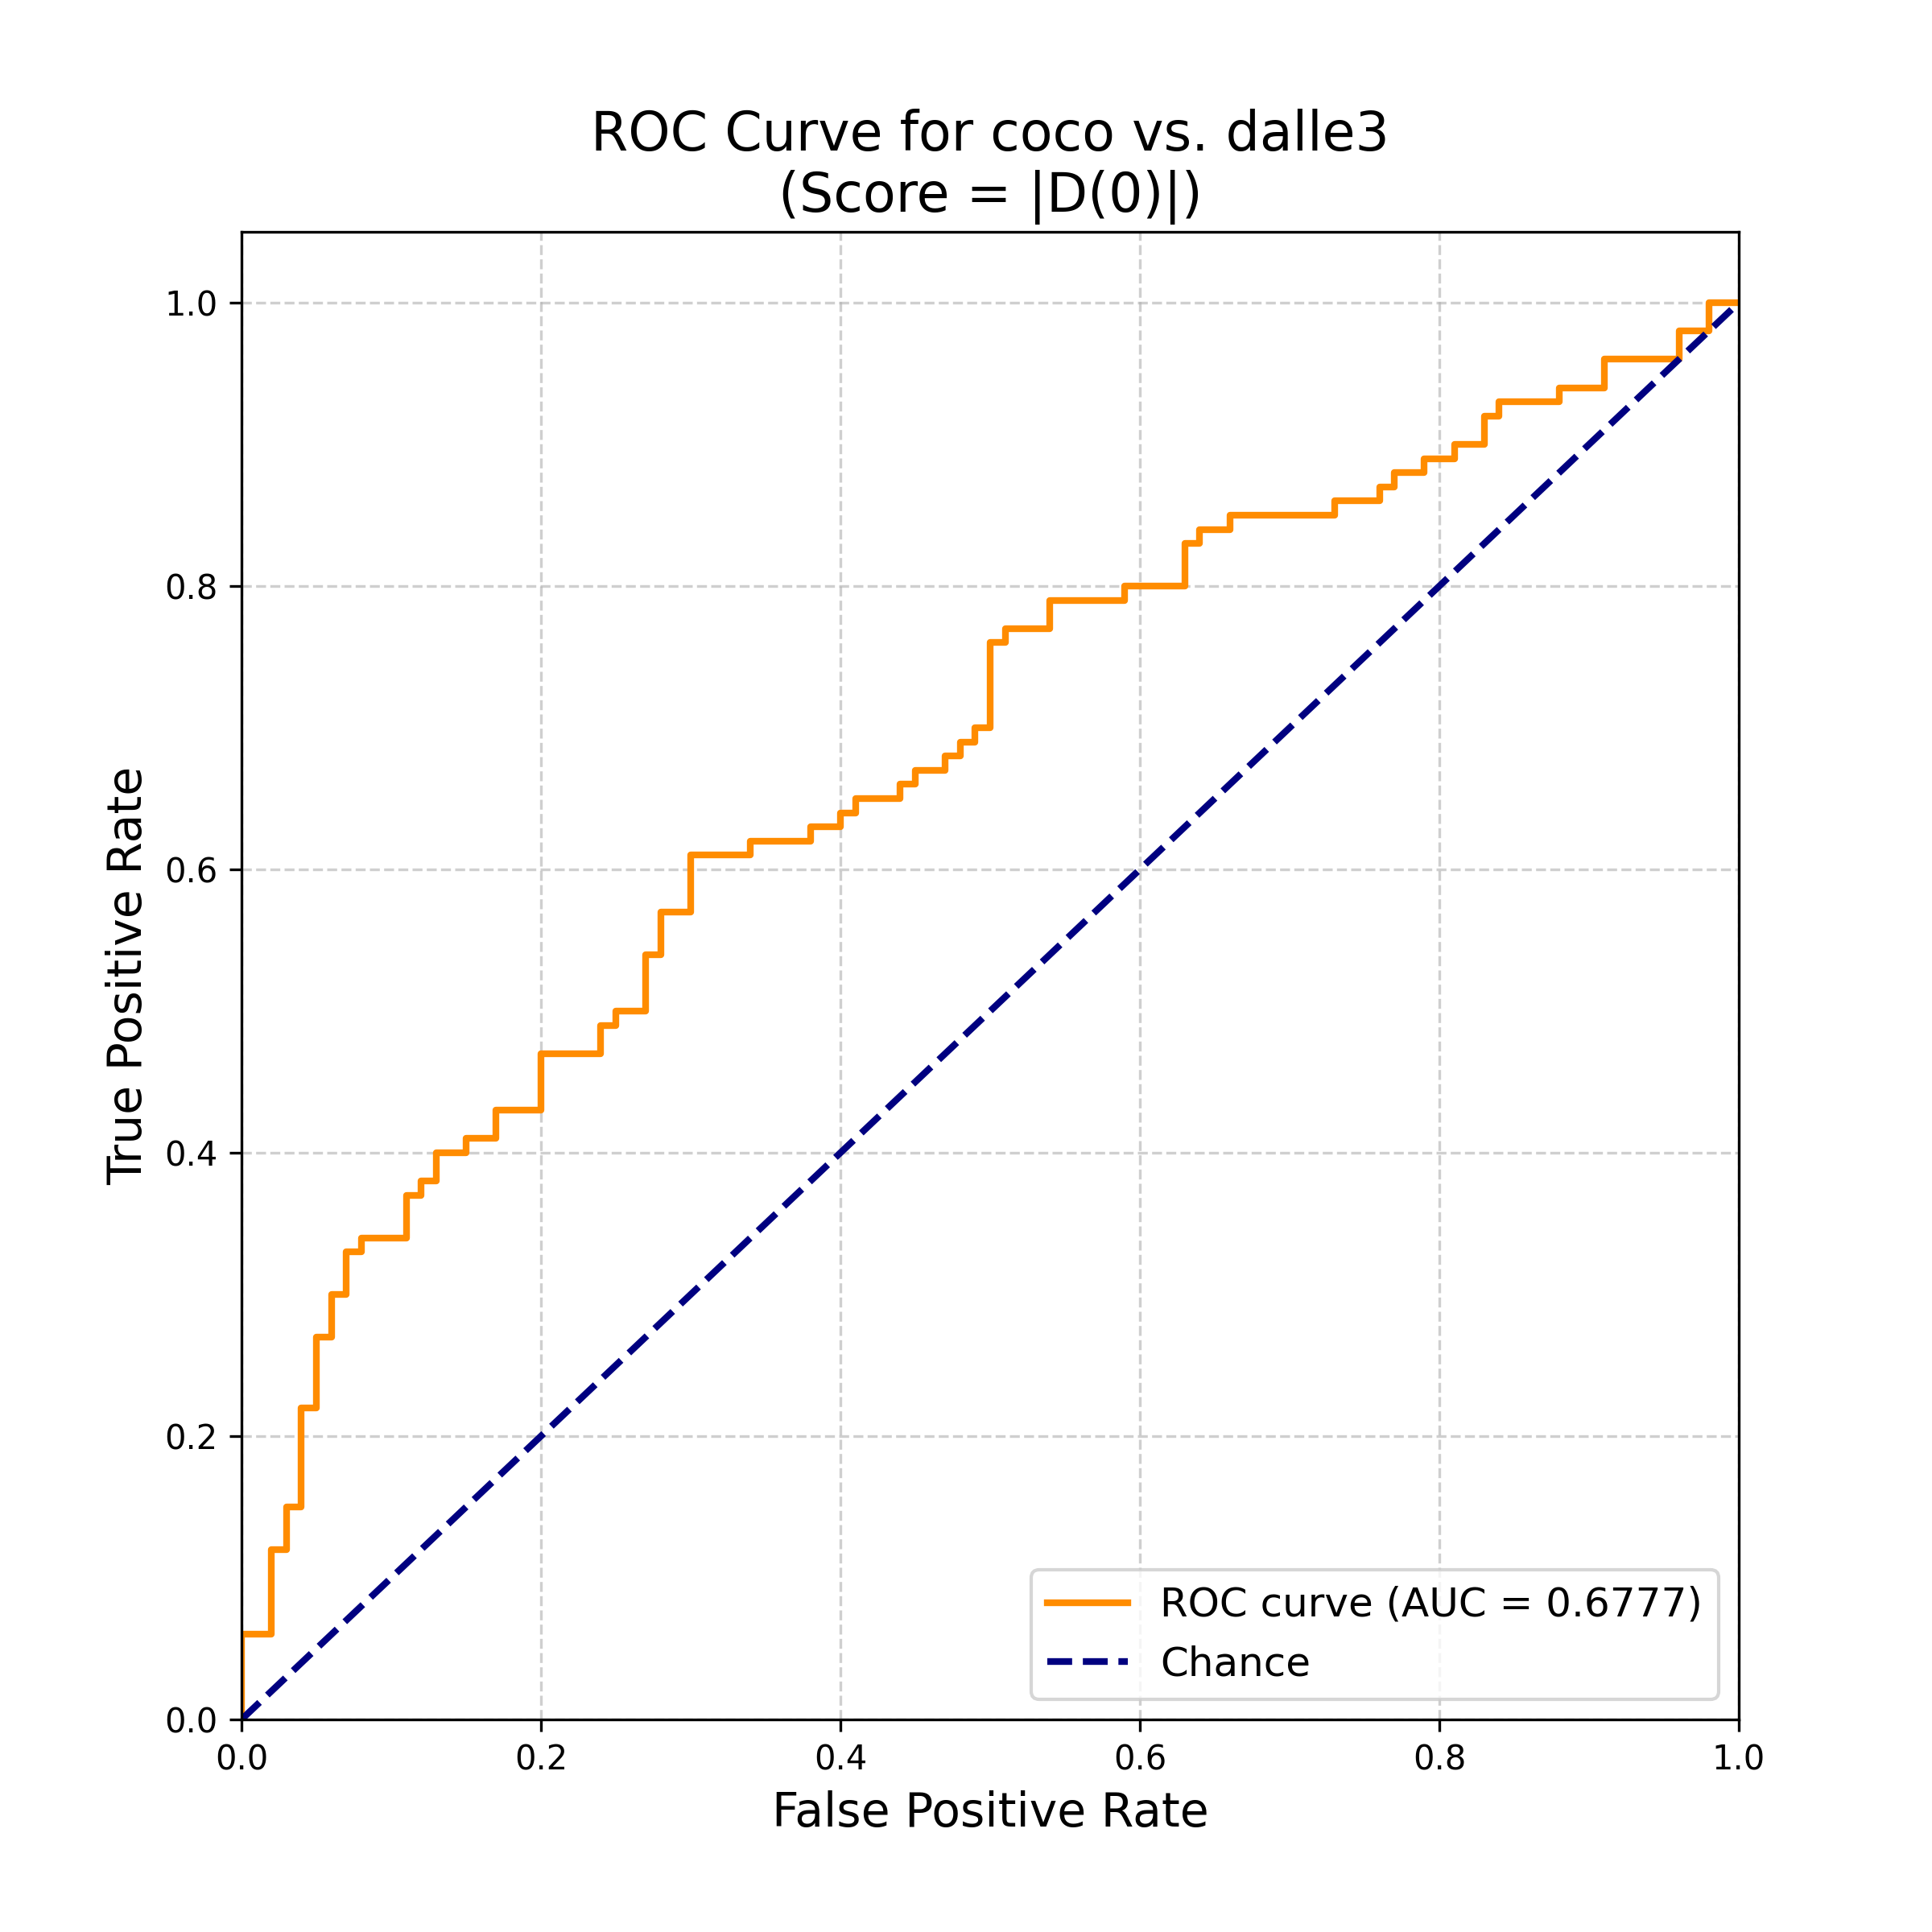 ROC Curve for coco vs. dalle3
(Score = |D(0)|)
True Positive Rate
1.0
0.8
0.6
0.4
0.2
0.0
0.0 0.2 0.4 0.6 0.8 1.0
False Positive Rate
ROC curve (AUC = 0.6777)
Chance